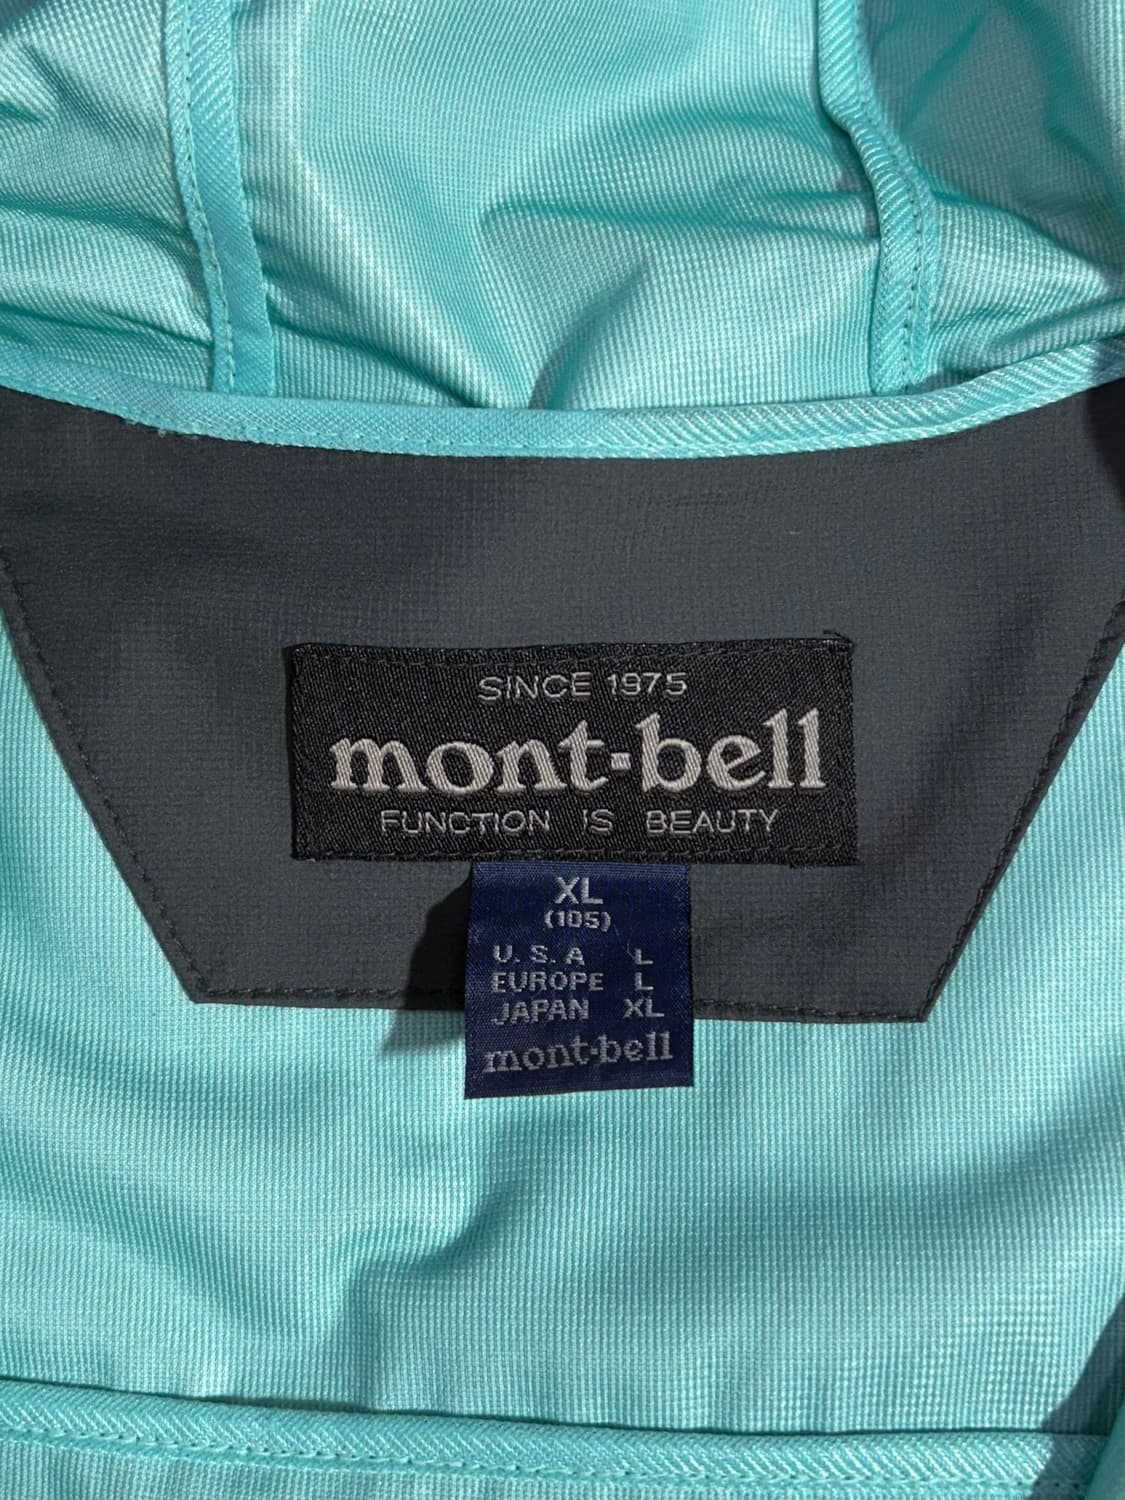 SINCE 1975
mont-bell
FUNCTION IS BEAUTY
XL
(105)
U.S.A L
EUROPE L
JAPAN XL
mont-bell